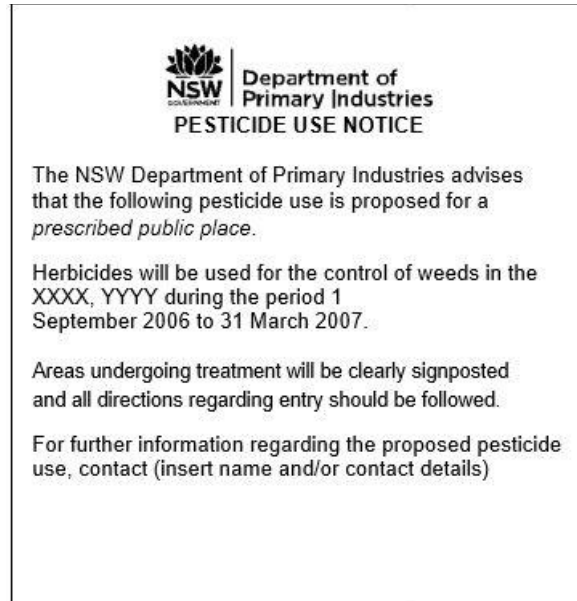 NSW
GOVERNMENT
Department of
Primary Industries
PESTICIDE USE NOTICE
The NSW Department of Primary Industries advises
that the following pesticide use is proposed for a
prescribed public place.
Herbicides will be used for the control of weeds in the
XXXX, YYYY during the period 1
September 2006 to 31 March 2007.
Areas undergoing treatment will be clearly signposted
and all directions regarding entry should be followed.
For further information regarding the proposed pesticide
use, contact (insert name and/or contact details)